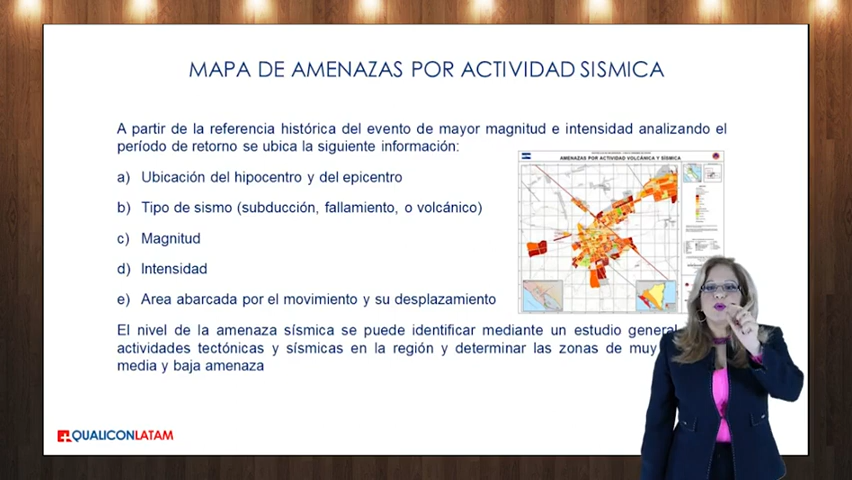 MAPA DE AMENAZAS POR ACTIVIDAD SISMICA
A partir de la referencia histórica del evento de mayor magnitud e intensidad analizando el
período de retorno se ubica la siguiente información:
AMENAZAS POR ACTIVIDAD VOLCÁNICA Y SÍSMICA
a) Ubicación del hipocentro y del epicentro
b) Tipo de sismo (subducción, fallamiento, o volcánico)
c) Magnitud
d) Intensidad
e) Area abarcada por el movimiento y su desplazamiento
El nivel de la amenaza sísmica se puede identificar mediante un estudio general
actividades tectónicas y sísmicas en la región y determinar las zonas de muy
media y baja amenaza
QUALICONLATAM